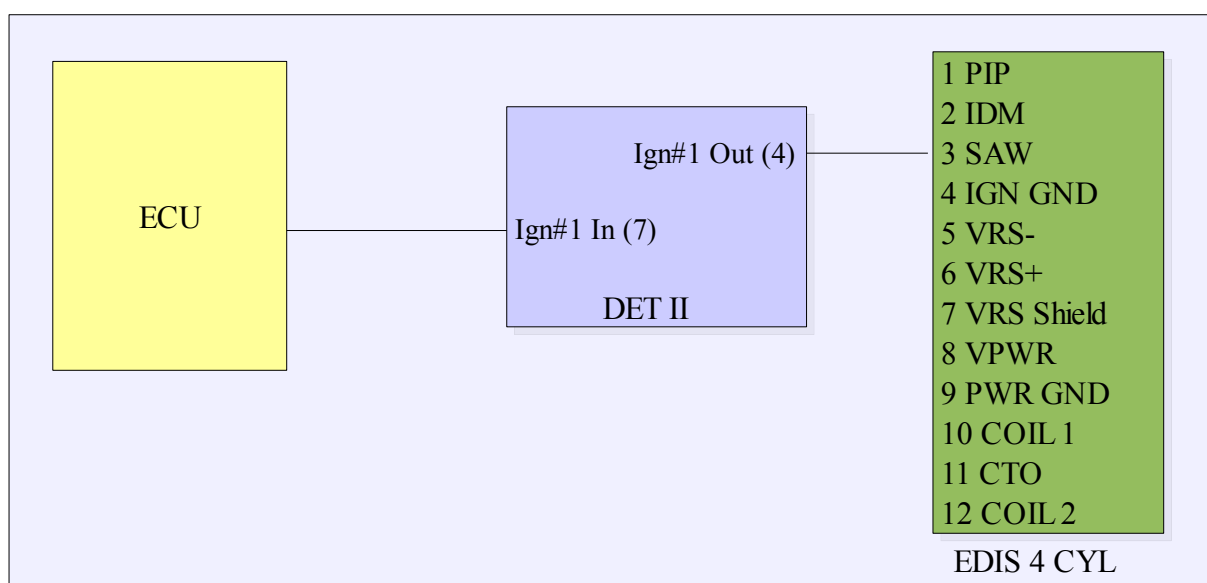 ECU
Ign#1 In (7)
Ign#1 Out (4)
DET II
1 PIP
2 IDM
3 SAW
4 IGN GND
5 VRS-
6 VRS+
7 VRS Shield
8 VPWR
9 PWR GND
10 COIL 1
11 CTO
12 COIL 2
EDIS 4 CYL